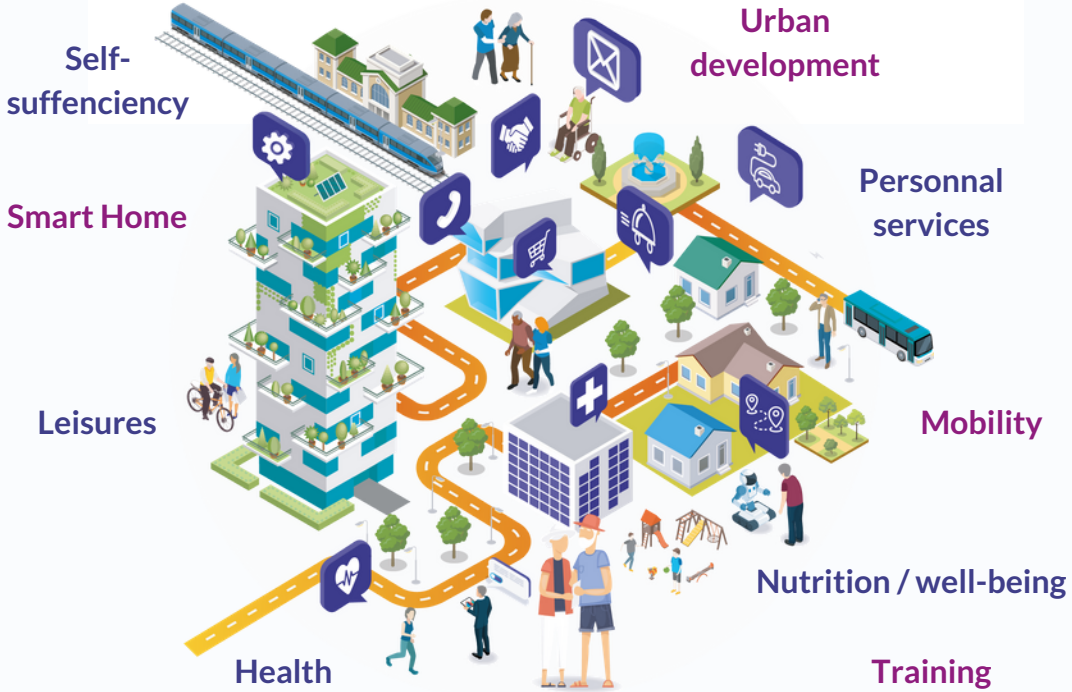 Urban
development
Self-
suffenciency
Personnal
services
Smart Home
Leisures
Mobility
Nutrition / well-being
Health
Training